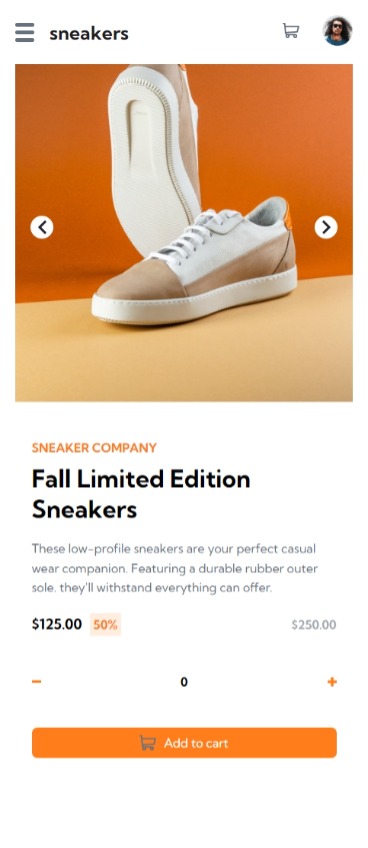 sneakers
SNEAKER COMPANY
Fall Limited Edition
Sneakers
These low-profile sneakers are your perfect casual
wear companion. Featuring a durable rubber outer
sole. they'll withstand everything can offer.
$125.00 50% $250.00
0
Add to cart